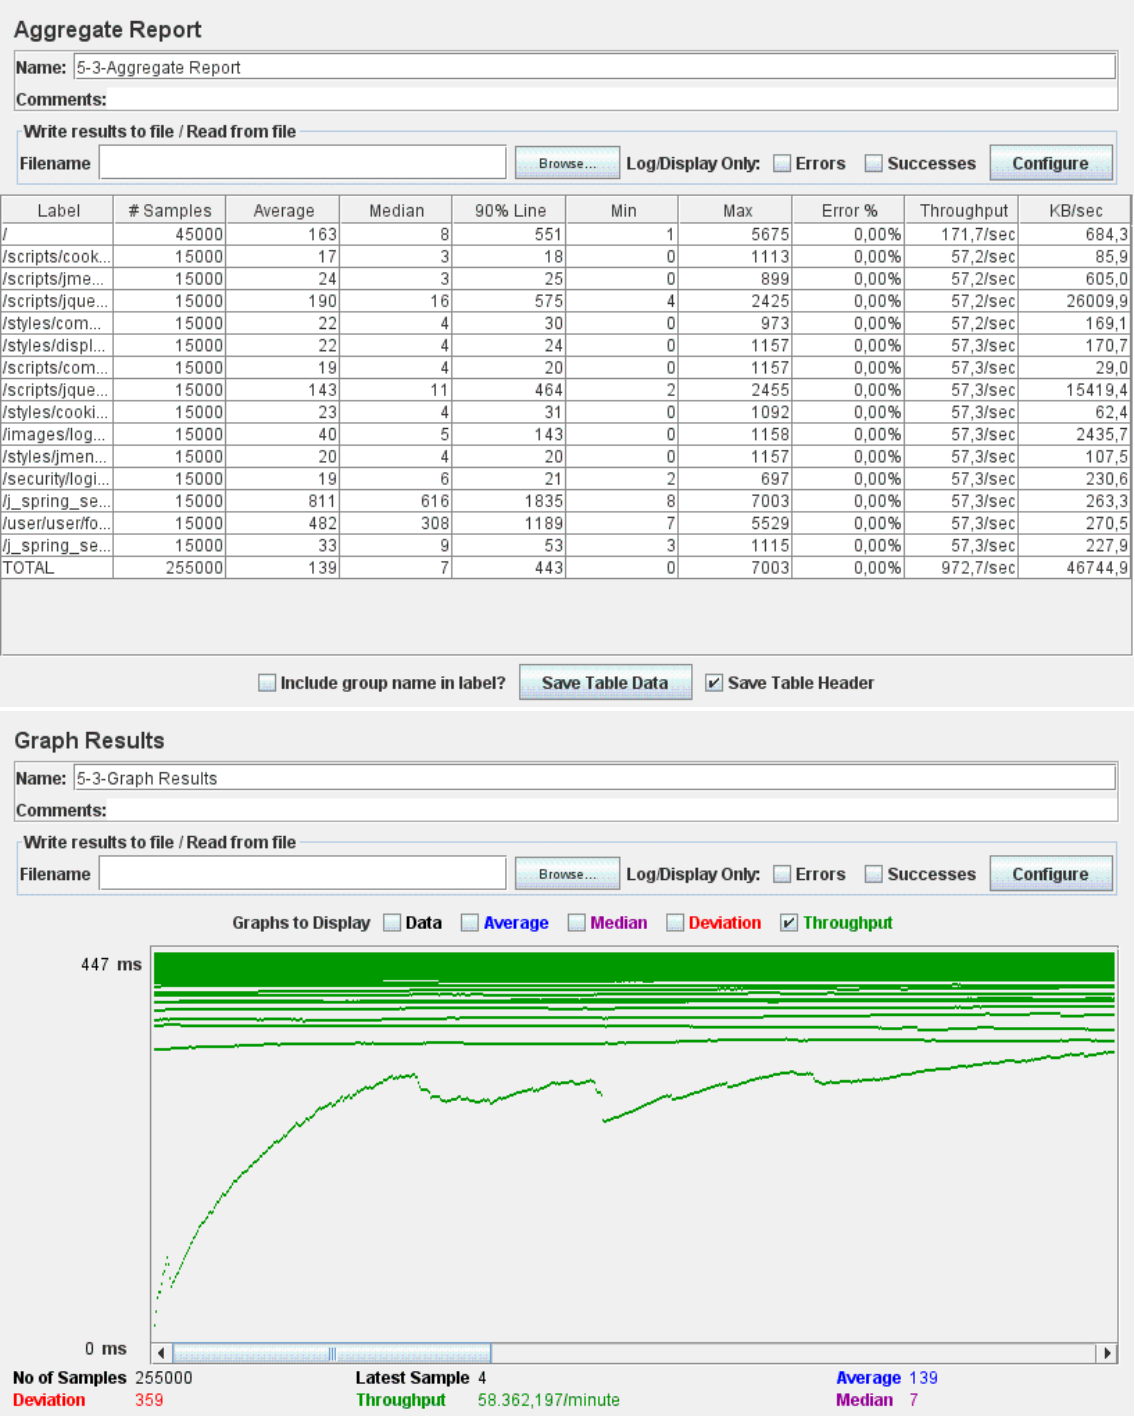 Aggregate Report
Name: 5-3-Aggregate Report
Comments:
Write results to file / Read from file
Filename Browse... Log/Display Only: Errors Successes Configure
Label # Samples Average Median 90% Line Min Max Error % Throughput KB/sec
/ 45000 163 8 551 1 5675 0,00% 171,7/sec 684,3
/scripts/cook... 15000 17 3 18 0 1113 0,00% 57,2/sec 85,9
/scripts/jme... 15000 24 3 25 0 899 0,00% 57,2/sec 605,0
/scripts/jque... 15000 190 16 575 4 2425 0,00% 57,2/sec 26009,9
/styles/com... 15000 22 4 30 0 973 0,00% 57,2/sec 169,1
/styles/displ... 15000 22 4 24 0 1157 0,00% 57,3/sec 170,7
/scripts/com... 15000 19 4 20 0 1157 0,00% 57,3/sec 29,0
/scripts/jque... 15000 143 11 464 2 2455 0,00% 57,3/sec 15419,4
/styles/cooki... 15000 23 4 31 0 1092 0,00% 57,3/sec 62,4
/images/log... 15000 40 5 143 0 1158 0,00% 57,3/sec 2435,7
/styles/jmen... 15000 20 4 20 0 1157 0,00% 57,3/sec 107,5
/security/logi... 15000 19 6 21 2 697 0,00% 57,3/sec 230,6
/j_spring_se... 15000 811 616 1835 8 7003 0,00% 57,3/sec 263,3
/user/user/fo... 15000 482 308 1189 7 5529 0,00% 57,3/sec 270,5
/j_spring_se... 15000 33 9 53 3 1115 0,00% 57,3/sec 227,9
TOTAL 255000 139 7 443 0 7003 0,00% 972,7/sec 46744,9
Include group name in label? Save Table Data Save Table Header
Graph Results
Name: 5-3-Graph Results
Comments:
Write results to file / Read from file
Filename Browse... Log/Display Only: Errors Successes Configure
Graphs to Display Data Average Median Deviation Throughput
447 ms
0 ms
No of Samples 255000 Latest Sample 4 Average 139
Deviation 359 Throughput 58.362,197/minute Median 7